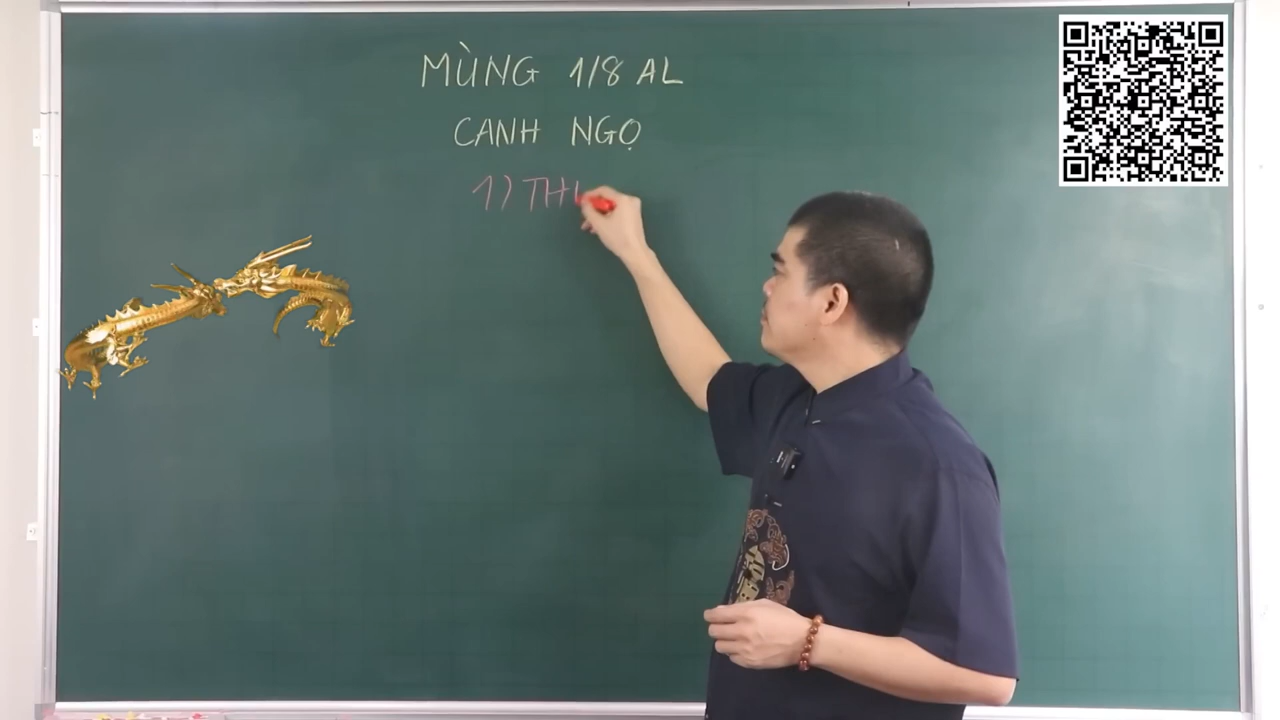 MÙNG 1/8 AL
CANH NGỌ
1) TH